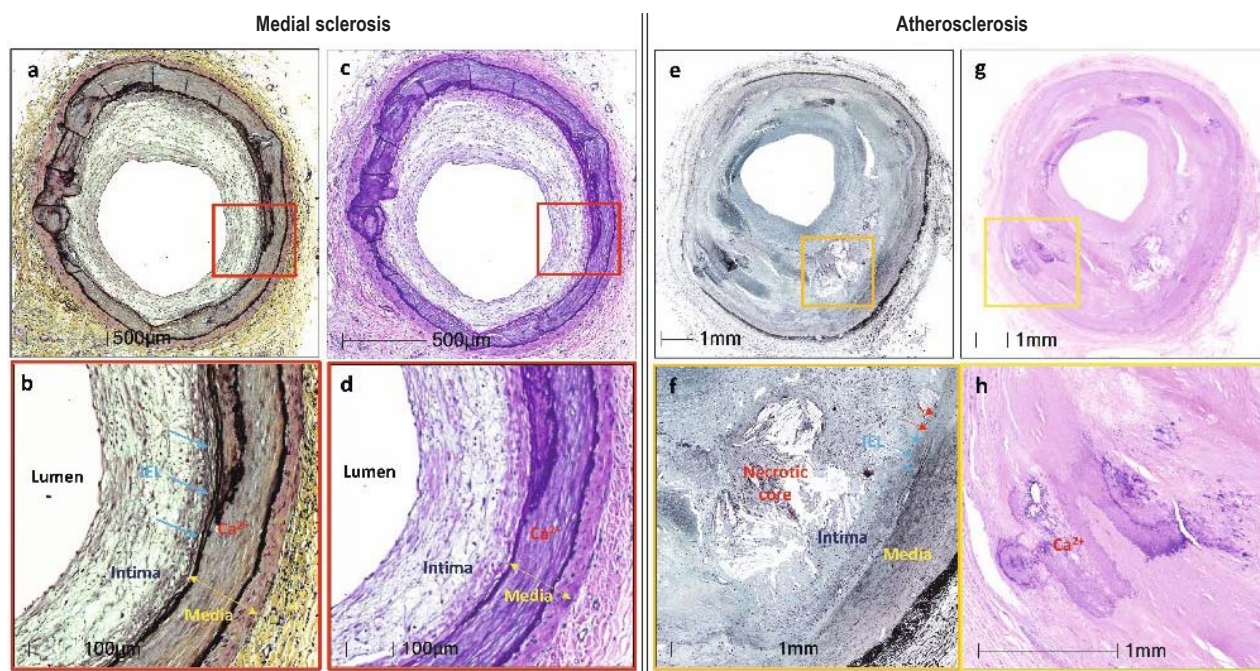 Medial sclerosis
Atherosclerosis
a
500µm
c
500µm
e
1mm
g
1mm
b
Lumen
IEL
Ca²⁺
Intima
Media
100µm
d
Lumen
Ca²⁺
Intima
Media
100µm
f
IEL
Necrotic
core
Intima
Media
1mm
h
Ca²⁺
1mm